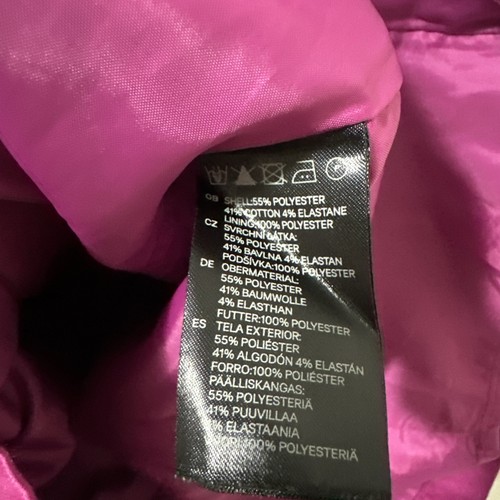 GB SHELL:55% POLYESTER
41% COTTON 4% ELASTANE
LINING:100% POLYESTER
CZ SVRCHNÍ LÁTKA:
55% POLYESTER
41% BAVLNA 4% ELASTAN
PODŠÍVKA:100% POLYESTER
DE OBERMATERIAL:
55% POLYESTER
41% BAUMWOLLE
4% ELASTHAN
FUTTER:100% POLYESTER
ES TELA EXTERIOR:
55% POLIÉSTER
41% ALGODÓN 4% ELASTÁN
FORRO:100% POLIÉSTER
PÄÄLLISKANGAS:
55% POLYESTERIÄ
41% PUUVILLAA
% ELASTAANIA
100% POLYESTERIÄ